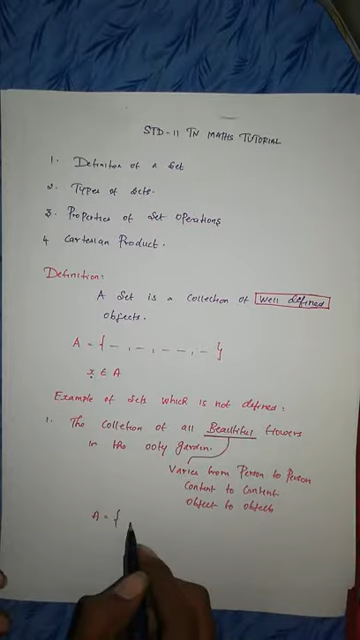 STD-11 TN MATHS TUTORIAL
1. Definition of a Set
2. Types of Sets.
3. Properties of Set Operations
4 Cartesian Product.
Definition:
A Set is a Collection of well defined
objects.
A = { -, -, - -, - }
x ∈ A
Example of Sets which is not defined:
1. The Colletion of all Beautiful flowers
in the ooty garden.
Varies from Person to Person
Content to Content
Object to objects
A = {